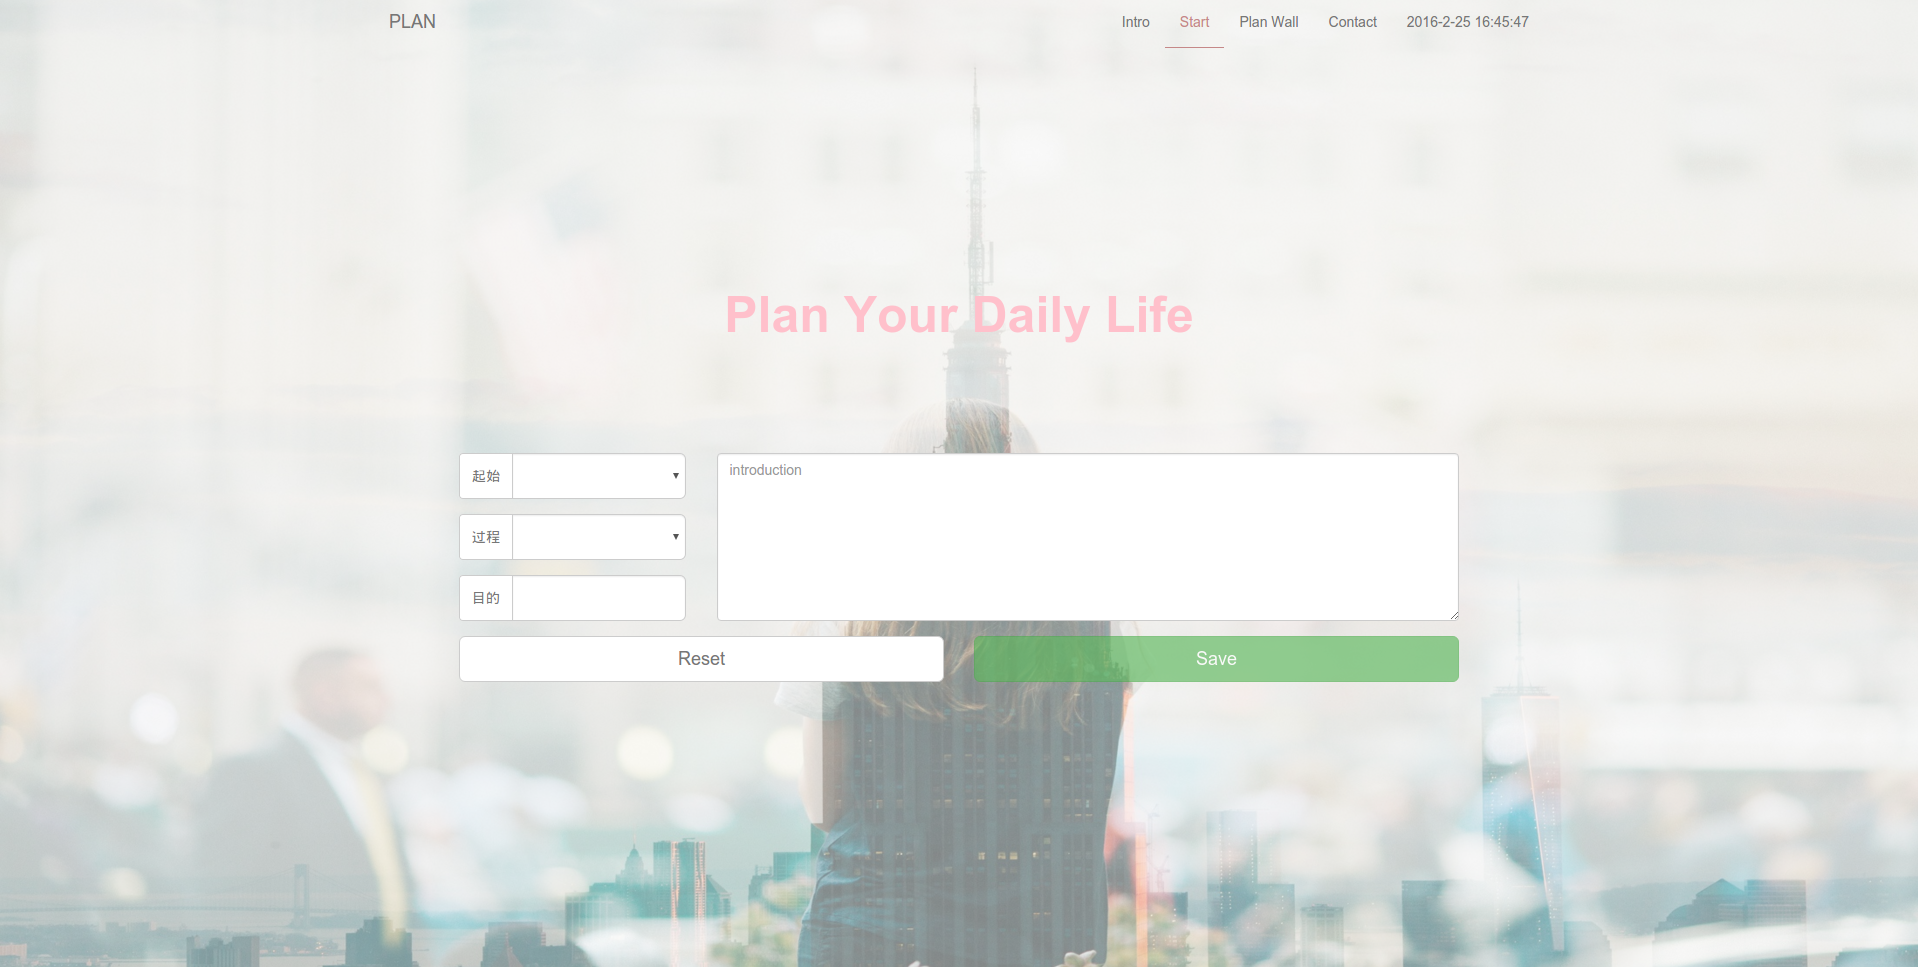 PLAN
Intro
Start
Plan Wall
Contact
2016-2-25 16:45:47
Plan Your Daily Life
起始
introduction
过程
目的
Reset
Save